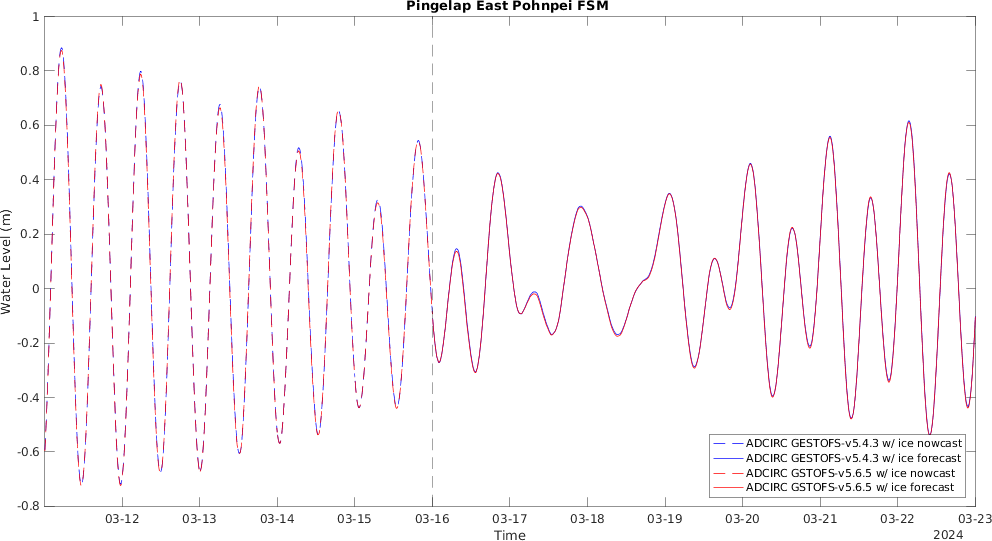 Pingelap East Pohnpei FSM
1
0.8
0.6
0.4
0.2
0
-0.2
-0.4
-0.6
-0.8
Water Level (m)
03-12 03-13 03-14 03-15 03-16 03-17 03-18 03-19 03-20 03-21 03-22 03-23
Time
2024
ADCIRC GESTOFS-v5.4.3 w/ ice nowcast
ADCIRC GESTOFS-v5.4.3 w/ ice forecast
ADCIRC GSTOFS-v5.6.5 w/ ice nowcast
ADCIRC GSTOFS-v5.6.5 w/ ice forecast